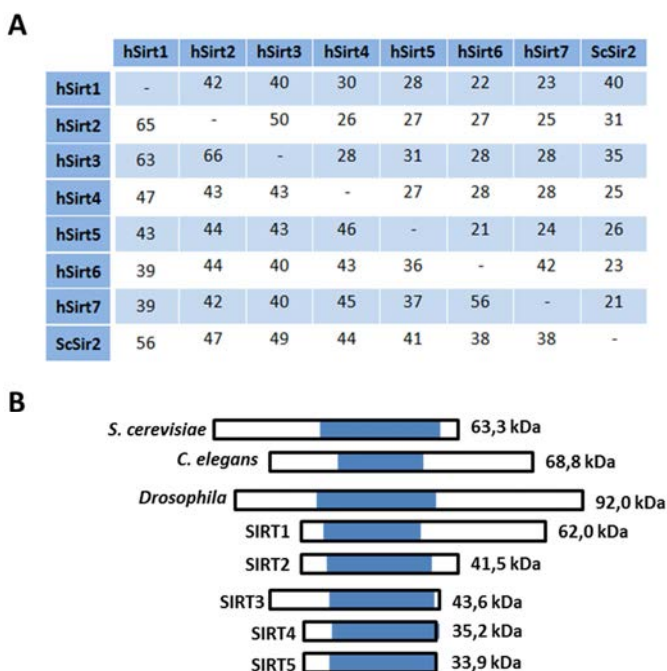 A
hSirt1 hSirt2 hSirt3 hSirt4 hSirt5 hSirt6 hSirt7 ScSir2
hSirt1 - 42 40 30 28 22 23 40
hSirt2 65 - 50 26 27 27 25 31
hSirt3 63 66 - 28 31 28 28 35
hSirt4 47 43 43 - 27 28 28 25
hSirt5 43 44 43 46 - 21 24 26
hSirt6 39 44 40 43 36 - 42 23
hSirt7 39 42 40 45 37 56 - 21
ScSir2 56 47 49 44 41 38 38 -
B
S. cerevisiae 63,3 kDa
C. elegans 68,8 kDa
Drosophila 92,0 kDa
SIRT1 62,0 kDa
SIRT2 41,5 kDa
SIRT3 43,6 kDa
SIRT4 35,2 kDa
SIRT5 33,9 kDa